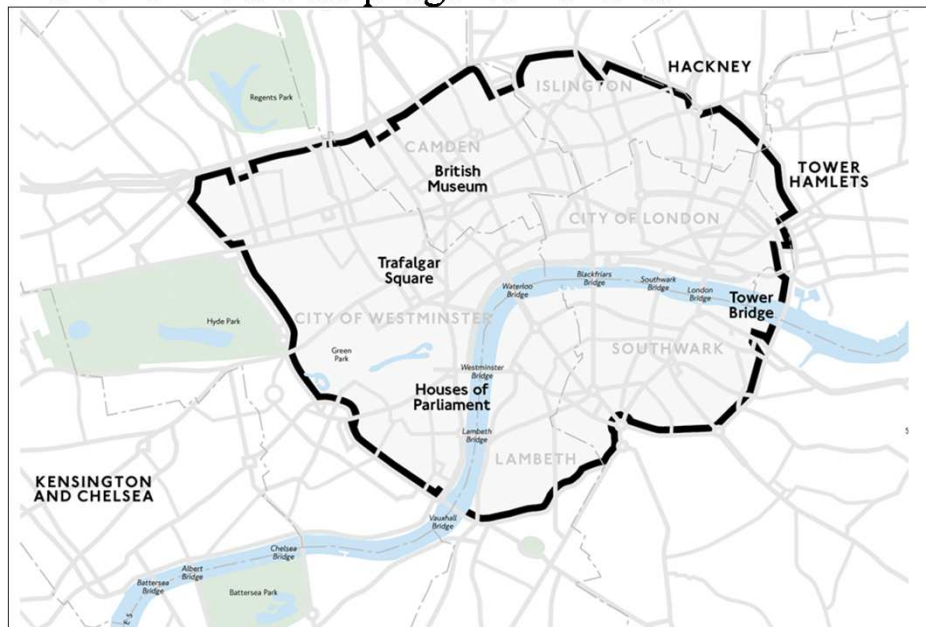 HACKNEY
ISLINGTON
Regents Park
CAMDEN
British
Museum
TOWER
HAMLETS
CITY OF LONDON
Trafalgar
Square
Blackfriars
Bridge
Southwark
Bridge
Waterloo
Bridge
London
Bridge
Tower
Bridge
Hyde Park
CITY OF WESTMINSTER
SOUTHWARK
Green
Park
Westminster
Bridge
Houses of
Parliament
Lambeth
Bridge
LAMBETH
KENSINGTON
AND CHELSEA
Vauxhall
Bridge
Chelsea
Bridge
Albert
Bridge
Battersea
Bridge
Battersea Park